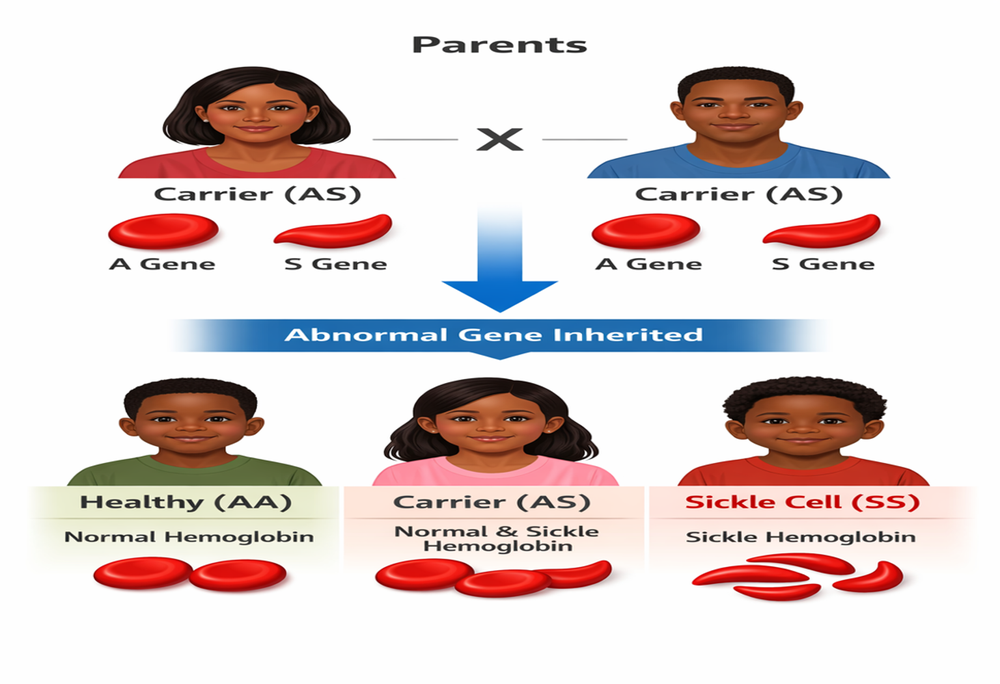 Parents
X
Carrier (AS)
Carrier (AS)
A Gene
S Gene
A Gene
S Gene
Abnormal Gene Inherited
Healthy (AA)
Normal Hemoglobin
Carrier (AS)
Normal & Sickle
Hemoglobin
Sickle Cell (SS)
Sickle Hemoglobin